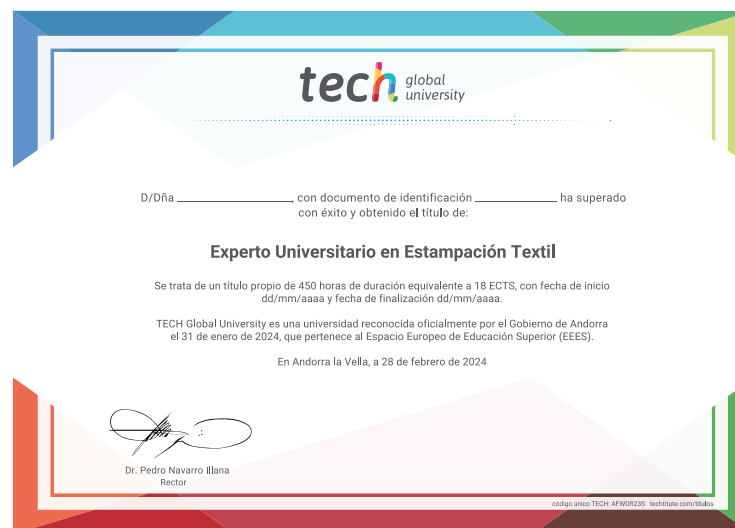 tech global university
D/Dña ____________________, con documento de identificación ______________ ha superado
con éxito y obtenido el título de:
Experto Universitario en Estampación Textil
Se trata de un título propio de 450 horas de duración equivalente a 18 ECTS, con fecha de inicio
dd/mm/aaaa y fecha de finalización dd/mm/aaaa.
TECH Global University es una universidad reconocida oficialmente por el Gobierno de Andorra
el 31 de enero de 2024, que pertenece al Espacio Europeo de Educación Superior (EEES).
En Andorra la Vella, a 28 de febrero de 2024
Dr. Pedro Navarro Illana
Rector
código único TECH: AFWOR23S techtitute.com/títulos